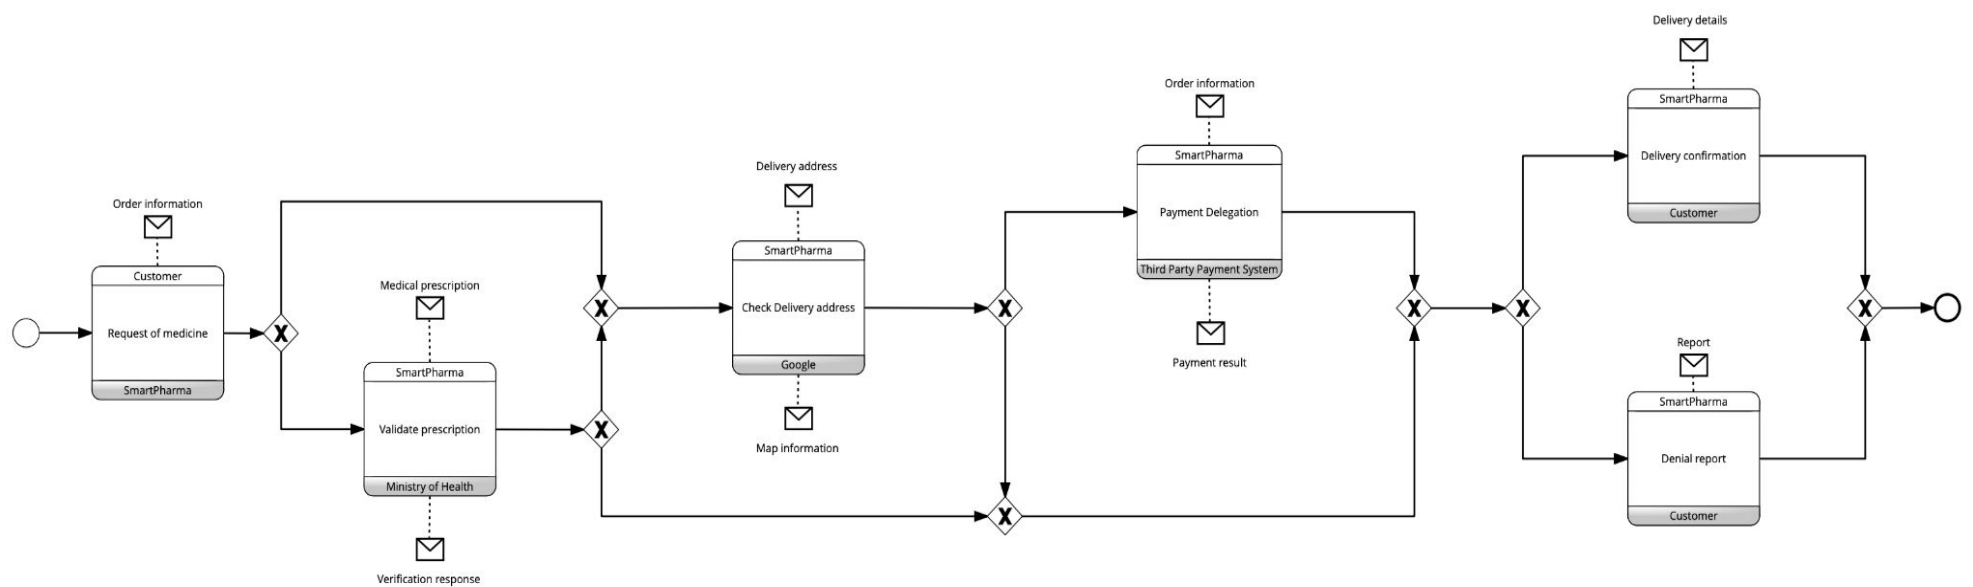 Order information
Customer
Request of medicine
SmartPharma
X
Medical prescription
SmartPharma
Validate prescription
Ministry of Health
Verification response
X
X
Delivery address
SmartPharma
Check Delivery address
Google
Map information
X
X
Order information
SmartPharma
Payment Delegation
Third Party Payment System
Payment result
X
X
Delivery details
SmartPharma
Delivery confirmation
Customer
Report
SmartPharma
Denial report
Customer
X